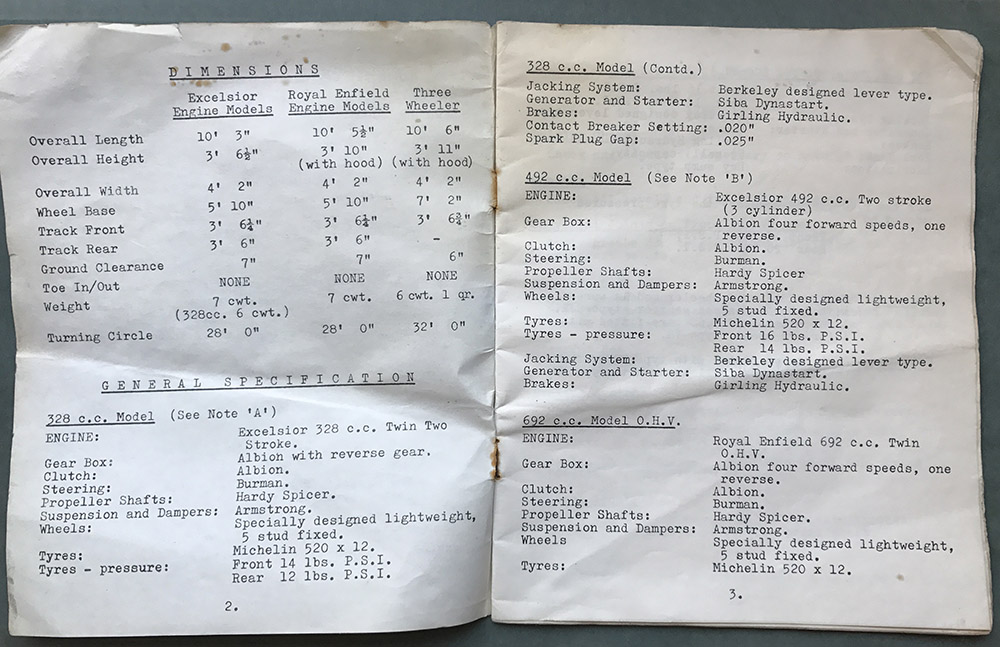 DIMENSIONS
Excelsior Royal Enfield Three
Engine Models Engine Models Wheeler
Overall Length 10' 3" 10' 5½" 10' 6"
Overall Height 3' 6½" 3' 10" 3' 11"
(with hood) (with hood)
Overall Width 4' 2" 4' 2" 4' 2"
Wheel Base 5' 10" 5' 10" 7' 2"
Track Front 3' 6¼" 3' 6¼" 3' 6¾"
Track Rear 3' 6" 3' 6" -
Ground Clearance 7" 7" 6"
Toe In/Out NONE NONE NONE
Weight 7 cwt. 7 cwt. 6 cwt. 1 qr.
(328cc. 6 cwt.)
Turning Circle 28' 0" 28' 0" 32' 0"
GENERAL SPECIFICATION
328 c.c. Model (See Note 'A')
ENGINE: Excelsior 328 c.c. Twin Two
Stroke.
Gear Box: Albion with reverse gear.
Clutch: Albion.
Steering: Burman.
Propeller Shafts: Hardy Spicer.
Suspension and Dampers: Armstrong.
Wheels: Specially designed lightweight,
5 stud fixed.
Tyres: Michelin 520 x 12.
Tyres - pressure: Front 14 lbs. P.S.I.
Rear 12 lbs. P.S.I.
2.
328 c.c. Model (Contd.)
Jacking System: Berkeley designed lever type.
Generator and Starter: Siba Dynastart.
Brakes: Girling Hydraulic.
Contact Breaker Setting: .020"
Spark Plug Gap: .025"
492 c.c. Model (See Note 'B')
ENGINE: Excelsior 492 c.c. Two stroke
(3 cylinder)
Gear Box: Albion four forward speeds, one
reverse.
Clutch: Albion.
Steering: Burman.
Propeller Shafts: Hardy Spicer
Suspension and Dampers: Armstrong.
Wheels: Specially designed lightweight,
5 stud fixed.
Tyres: Michelin 520 x 12.
Tyres - pressure: Front 16 lbs. P.S.I.
Rear 14 lbs. P.S.I.
Jacking System: Berkeley designed lever type.
Generator and Starter: Siba Dynastart.
Brakes: Girling Hydraulic.
692 c.c. Model O.H.V.
ENGINE: Royal Enfield 692 c.c. Twin
O.H.V.
Gear Box: Albion four forward speeds, one
reverse.
Clutch: Albion.
Steering: Burman.
Propeller Shafts: Hardy Spicer.
Suspension and Dampers: Armstrong.
Wheels Specially designed lightweight,
5 stud fixed.
Tyres: Michelin 520 x 12.
3.